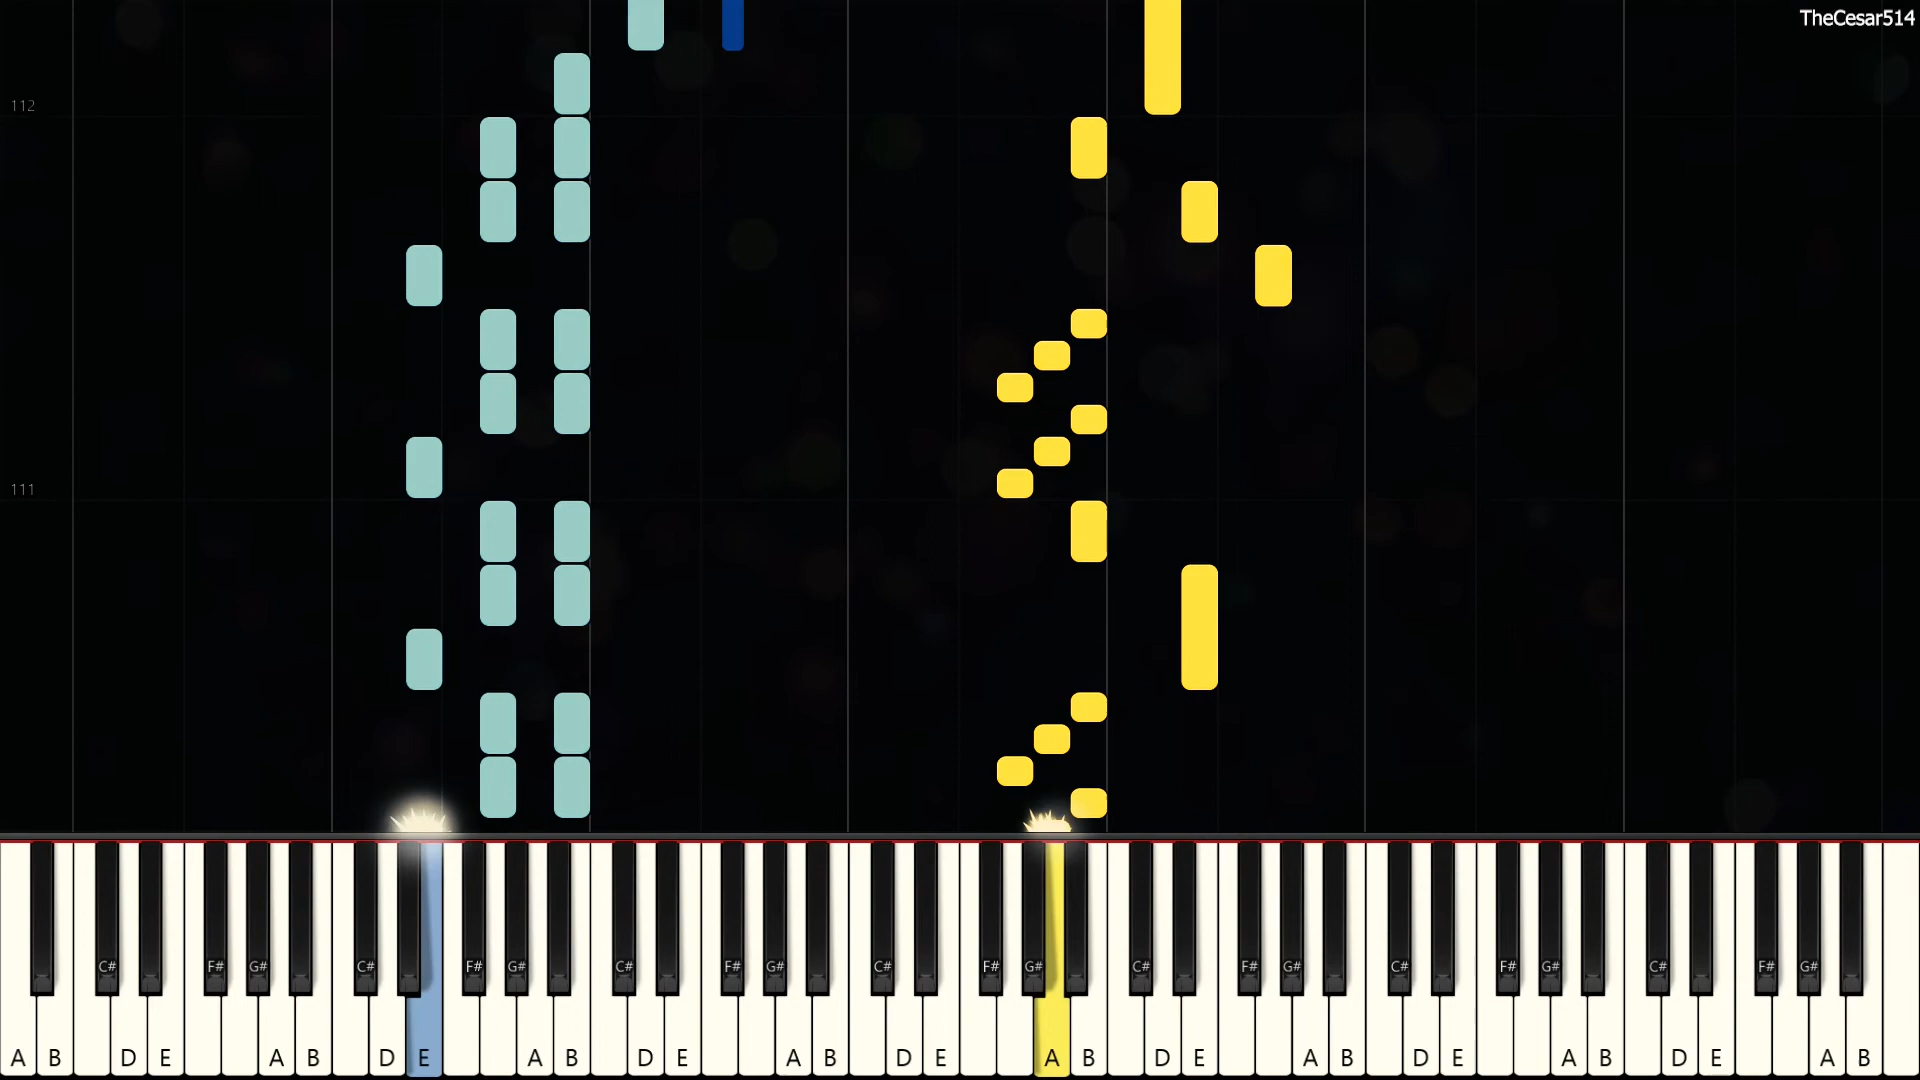 TheCesar514
112
111
C# F# G# C# F# G# C# F# G# C# F# G# C# F# G# C# F# G# C# F# G#
A B D E A B D E A B D E A B D E A B D E A B D E A B D E A B